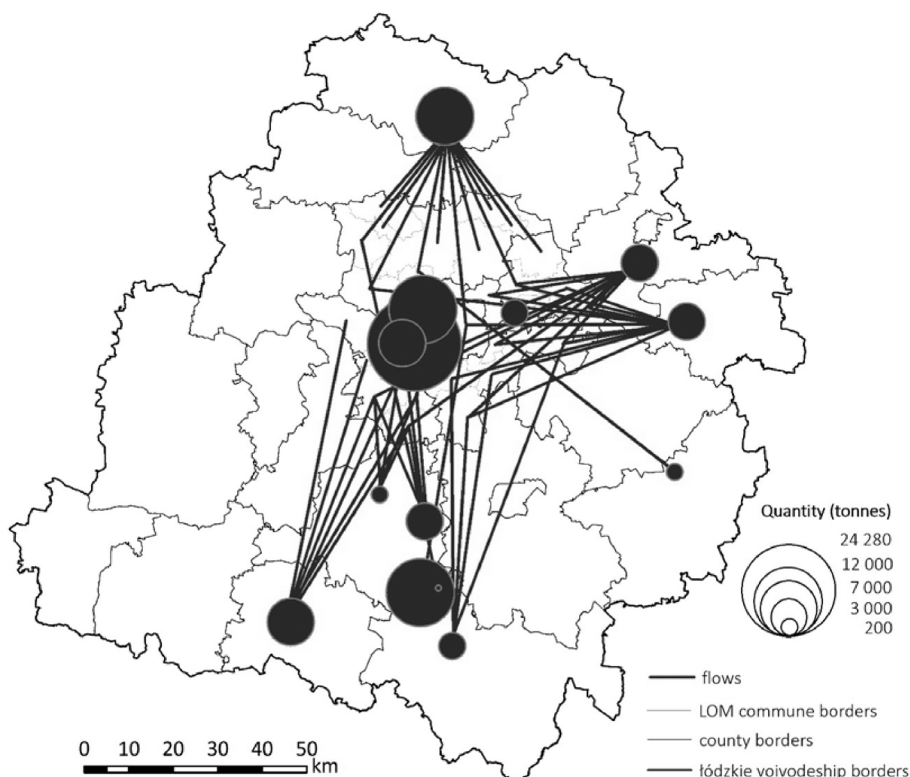 Quantity (tonnes)
24 280
12 000
7 000
3 000
200
flows
LOM commune borders
county borders
łódzkie voivodeship borders
0 10 20 30 40 50
km